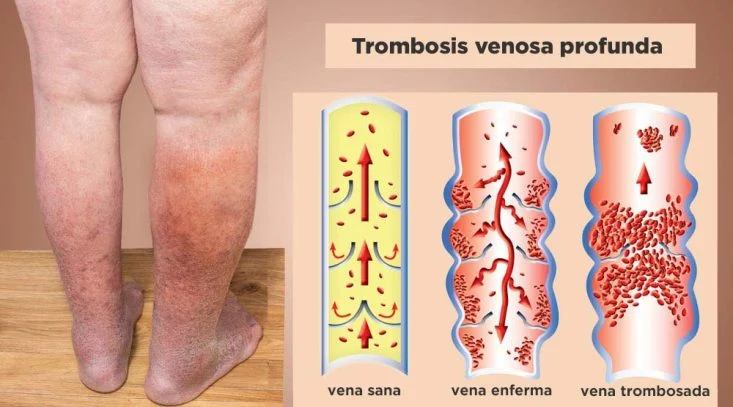 Trombosis venosa profunda
vena sana
vena enferma
vena trombosada